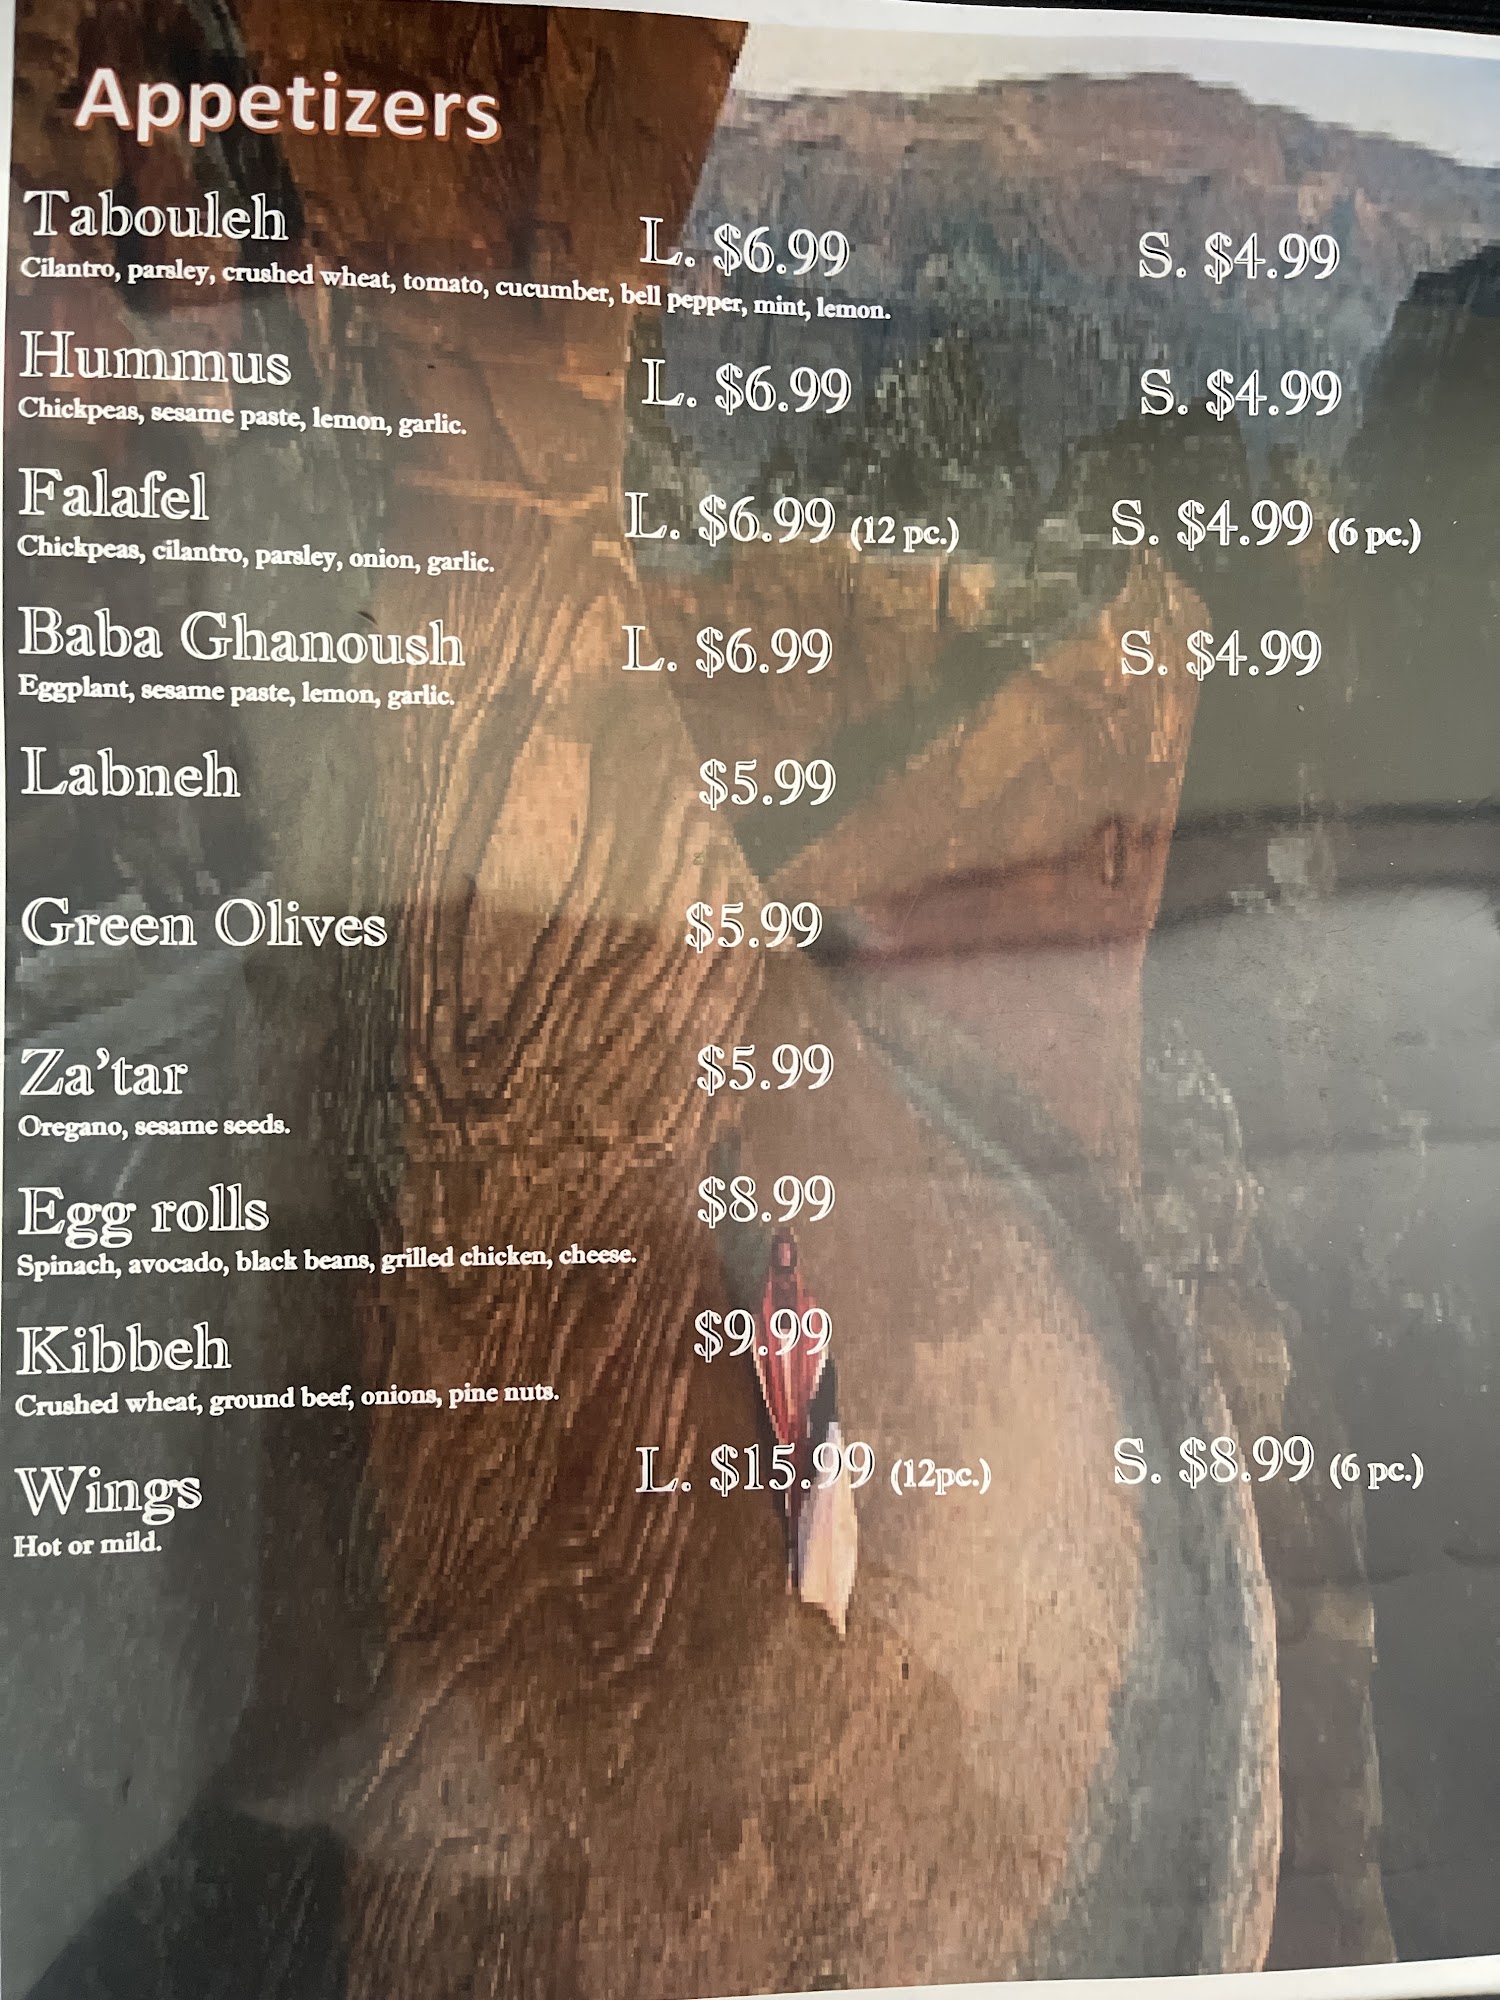 Appetizers
Tabouleh L. $6.99 S. $4.99
Cilantro, parsley, crushed wheat, tomato, cucumber, bell pepper, mint, lemon.
Hummus L. $6.99 S. $4.99
Chickpeas, sesame paste, lemon, garlic.
Falafel L. $6.99 (12 pc.) S. $4.99 (6 pc.)
Chickpeas, cilantro, parsley, onion, garlic.
Baba Ghanoush L. $6.99 S. $4.99
Eggplant, sesame paste, lemon, garlic.
Labneh $5.99
Green Olives $5.99
Za'tar $5.99
Oregano, sesame seeds.
Egg rolls $8.99
Spinach, avocado, black beans, grilled chicken, cheese.
Kibbeh $9.99
Crushed wheat, ground beef, onions, pine nuts.
Wings L. $15.99 (12pc.) S. $8.99 (6 pc.)
Hot or mild.